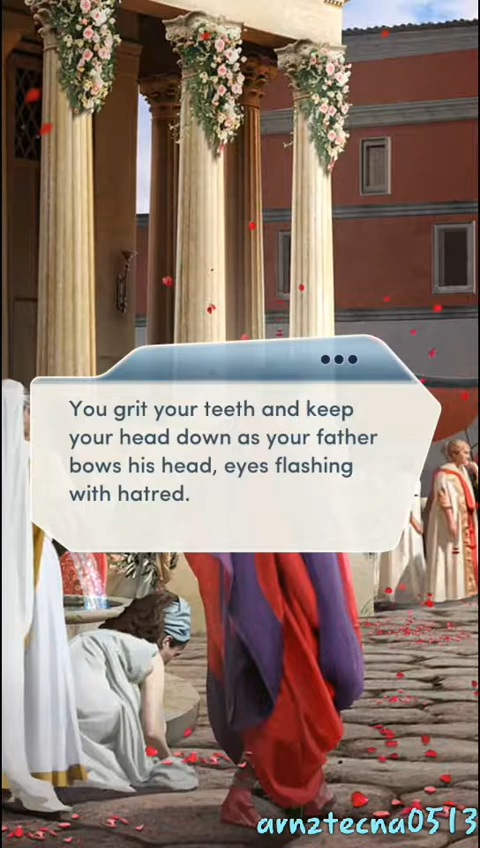 You grit your teeth and keep
your head down as your father
bows his head, eyes flashing
with hatred.
arnztecna0513